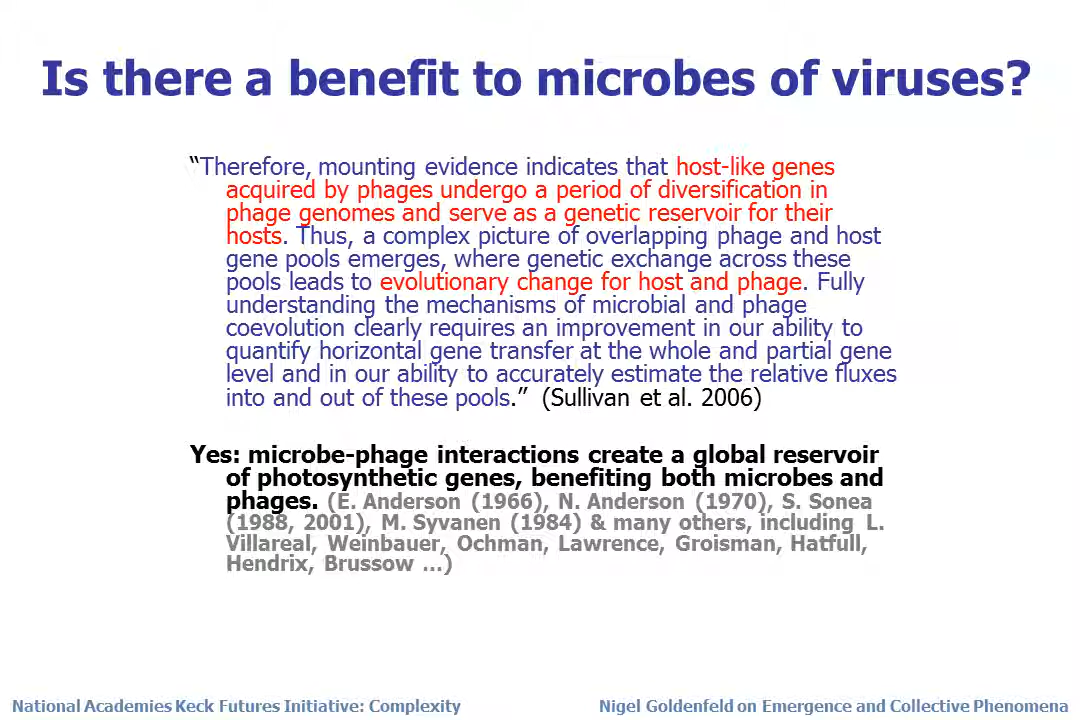 Is there a benefit to microbes of viruses?
“Therefore, mounting evidence indicates that host-like genes
acquired by phages undergo a period of diversification in
phage genomes and serve as a genetic reservoir for their
hosts. Thus, a complex picture of overlapping phage and host
gene pools emerges, where genetic exchange across these
pools leads to evolutionary change for host and phage. Fully
understanding the mechanisms of microbial and phage
coevolution clearly requires an improvement in our ability to
quantify horizontal gene transfer at the whole and partial gene
level and in our ability to accurately estimate the relative fluxes
into and out of these pools.” (Sullivan et al. 2006)
Yes: microbe-phage interactions create a global reservoir
of photosynthetic genes, benefiting both microbes and
phages. (E. Anderson (1966), N. Anderson (1970), S. Sonea
(1988, 2001), M. Syvanen (1984) & many others, including L.
Villareal, Weinbauer, Ochman, Lawrence, Groisman, Hatfull,
Hendrix, Brussow ...)
National Academies Keck Futures Initiative: Complexity
Nigel Goldenfeld on Emergence and Collective Phenomena